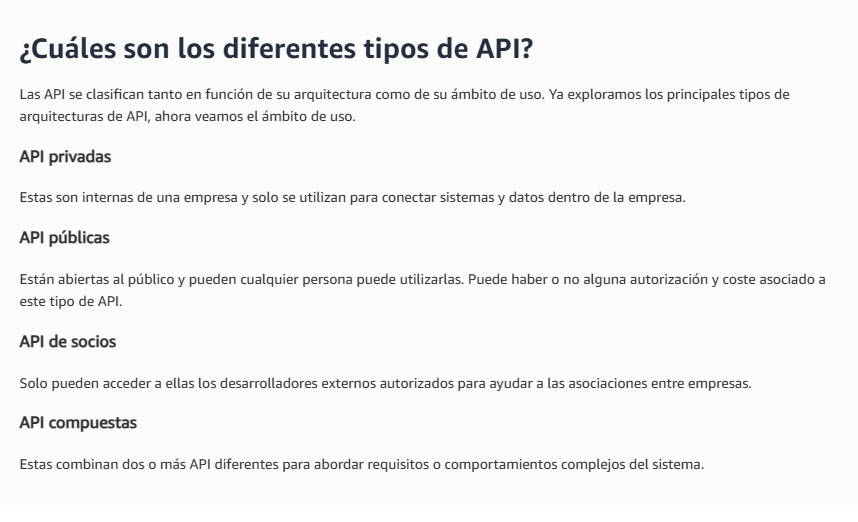 ¿Cuáles son los diferentes tipos de API?
Las API se clasifican tanto en función de su arquitectura como de su ámbito de uso. Ya exploramos los principales tipos de
arquitecturas de API, ahora veamos el ámbito de uso.
API privadas
Estas son internas de una empresa y solo se utilizan para conectar sistemas y datos dentro de la empresa.
API públicas
Están abiertas al público y pueden cualquier persona puede utilizarlas. Puede haber o no alguna autorización y coste asociado a
este tipo de API.
API de socios
Solo pueden acceder a ellas los desarrolladores externos autorizados para ayudar a las asociaciones entre empresas.
API compuestas
Estas combinan dos o más API diferentes para abordar requisitos o comportamientos complejos del sistema.